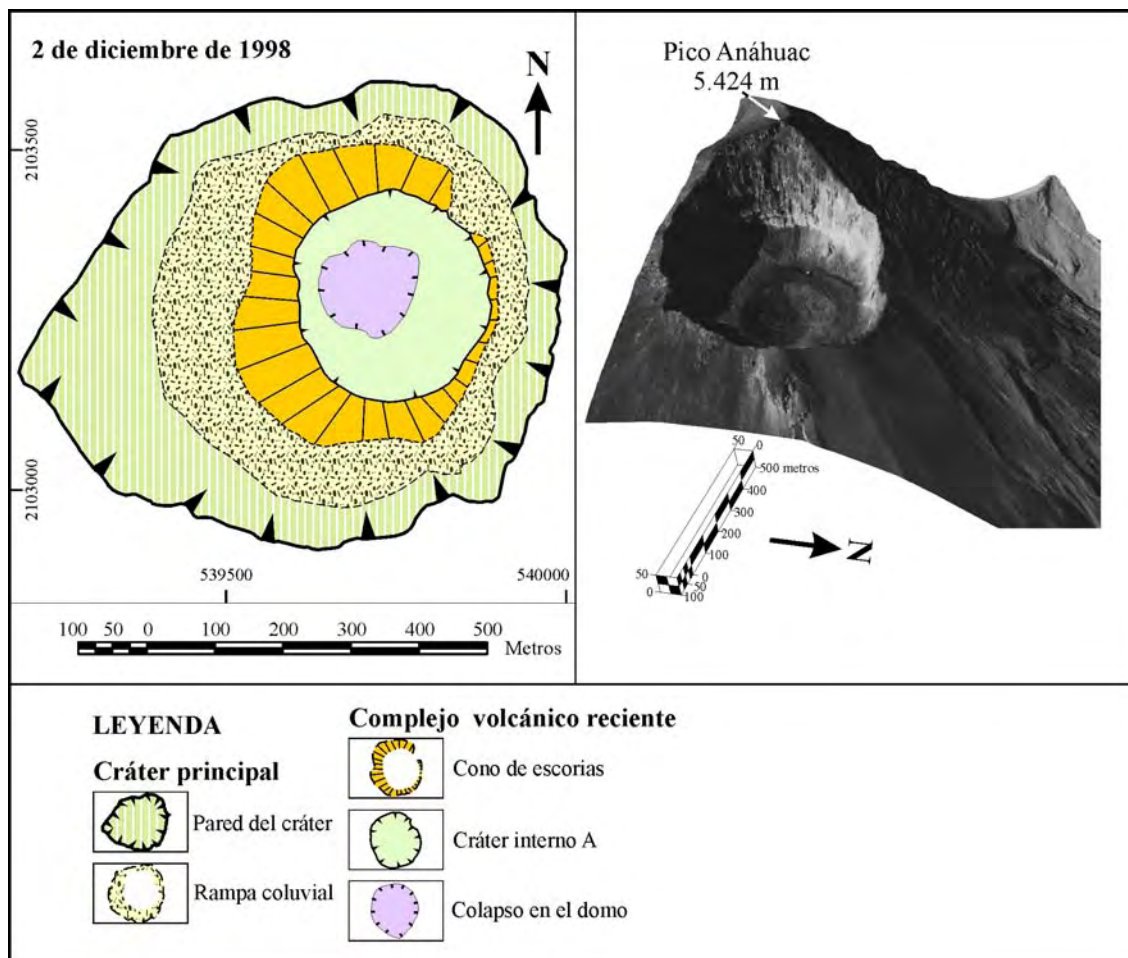 2 de diciembre de 1998
N
2103500
2103000
539500
540000
100 50 0 100 200 300 400 500 Metros
Pico Anáhuac
5.424 m
50 0
500 metros
400
300
200
100
0
50
100
50
0
N
LEYENDA
Cráter principal
Pared del cráter
Rampa coluvial
Complejo volcánico reciente
Cono de escorias
Cráter interno A
Colapso en el domo